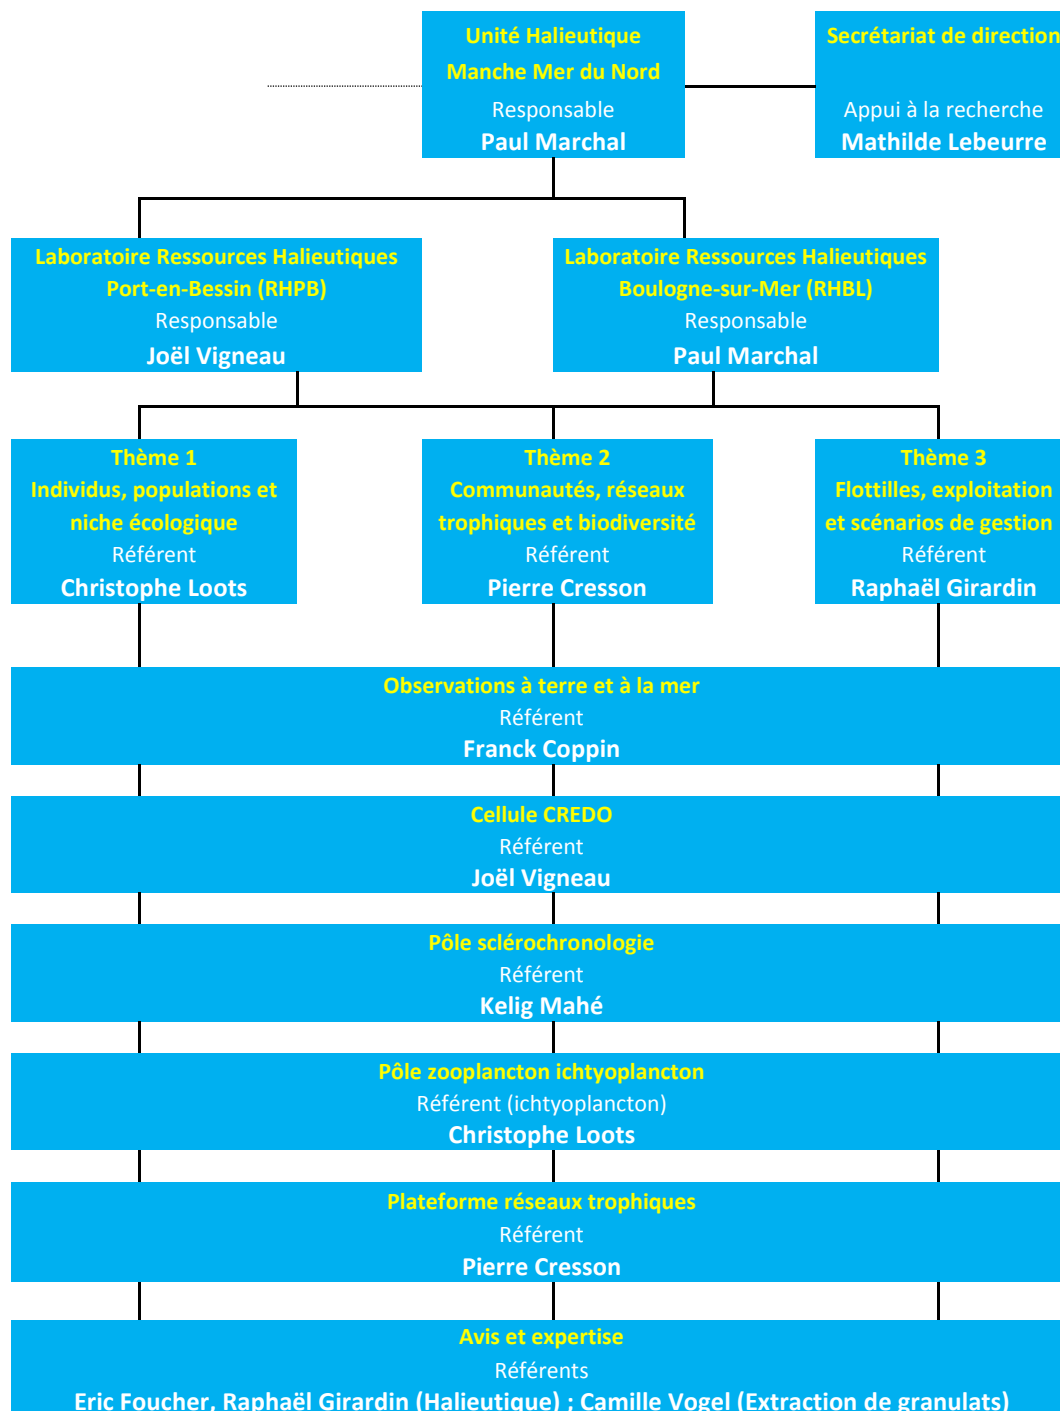 Unité Halieutique
Manche Mer du Nord
Responsable
Paul Marchal
Secrétariat de direction
Appui à la recherche
Mathilde Lebeurre
Laboratoire Ressources Halieutiques
Port-en-Bessin (RHPB)
Responsable
Joël Vigneau
Laboratoire Ressources Halieutiques
Boulogne-sur-Mer (RHBL)
Responsable
Paul Marchal
Thème 1
Individus, populations et
niche écologique
Référent
Christophe Loots
Thème 2
Communautés, réseaux
trophiques et biodiversité
Référent
Pierre Cresson
Thème 3
Flottilles, exploitation
et scénarios de gestion
Référent
Raphaël Girardin
Observations à terre et à la mer
Référent
Franck Coppin
Cellule CREDO
Référent
Joël Vigneau
Pôle sclérochronologie
Référent
Kelig Mahé
Pôle zooplancton ichtyoplancton
Référent (ichtyoplancton)
Christophe Loots
Plateforme réseaux trophiques
Référent
Pierre Cresson
Avis et expertise
Référents
Eric Foucher, Raphaël Girardin (Halieutique) ; Camille Vogel (Extraction de granulats)